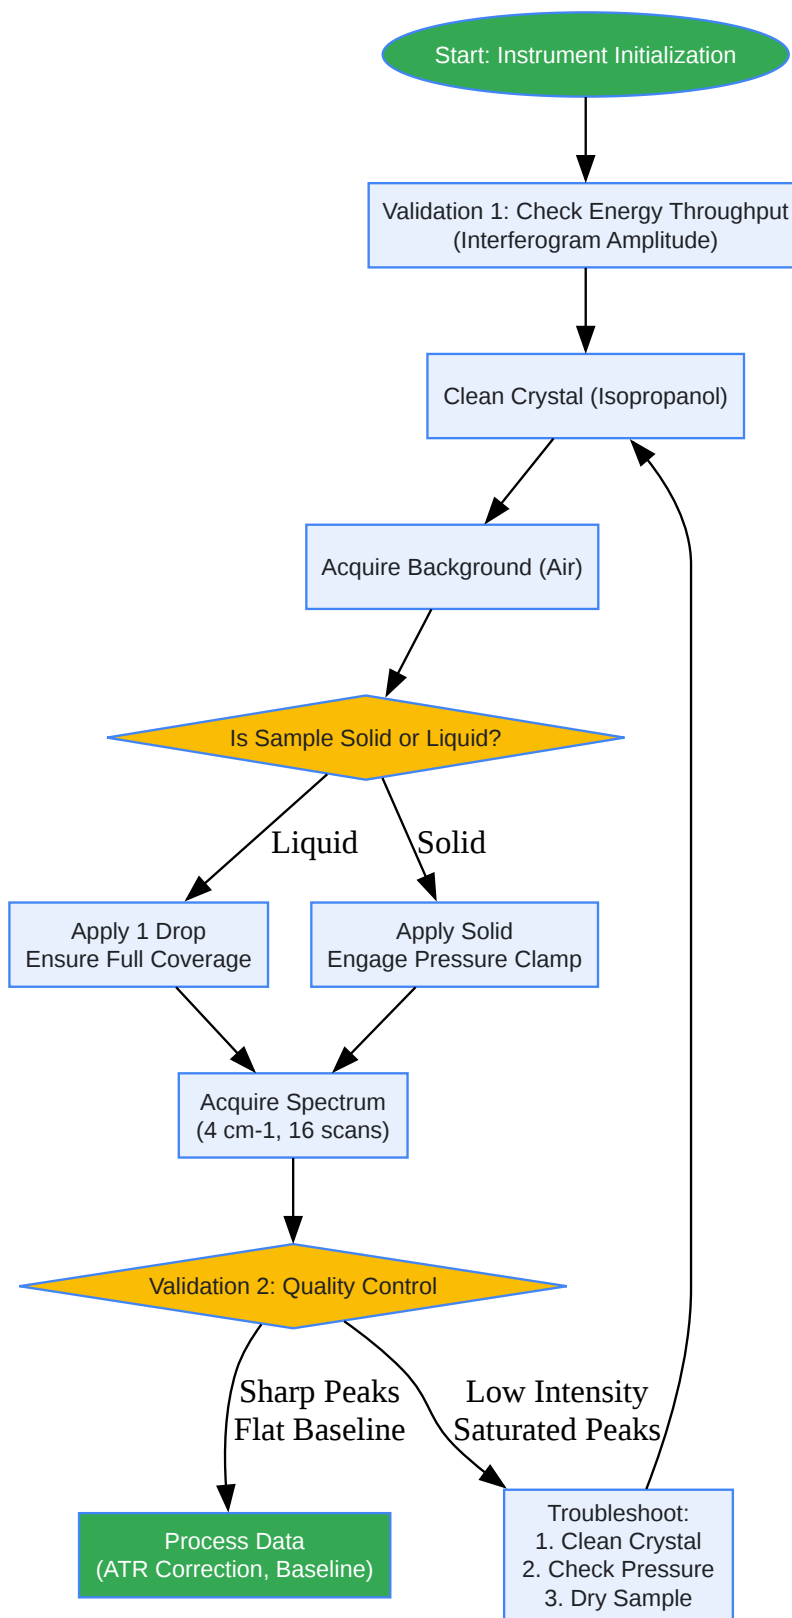 Start: Instrument Initialization
Validation 1: Check Energy Throughput
(Interferogram Amplitude)
Clean Crystal (Isopropanol)
Acquire Background (Air)
Is Sample Solid or Liquid?
Liquid
Solid
Apply 1 Drop
Ensure Full Coverage
Apply Solid
Engage Pressure Clamp
Acquire Spectrum
(4 cm-1, 16 scans)
Validation 2: Quality Control
Sharp Peaks
Flat Baseline
Low Intensity
Saturated Peaks
Process Data
(ATR Correction, Baseline)
Troubleshoot:
1. Clean Crystal
2. Check Pressure
3. Dry Sample